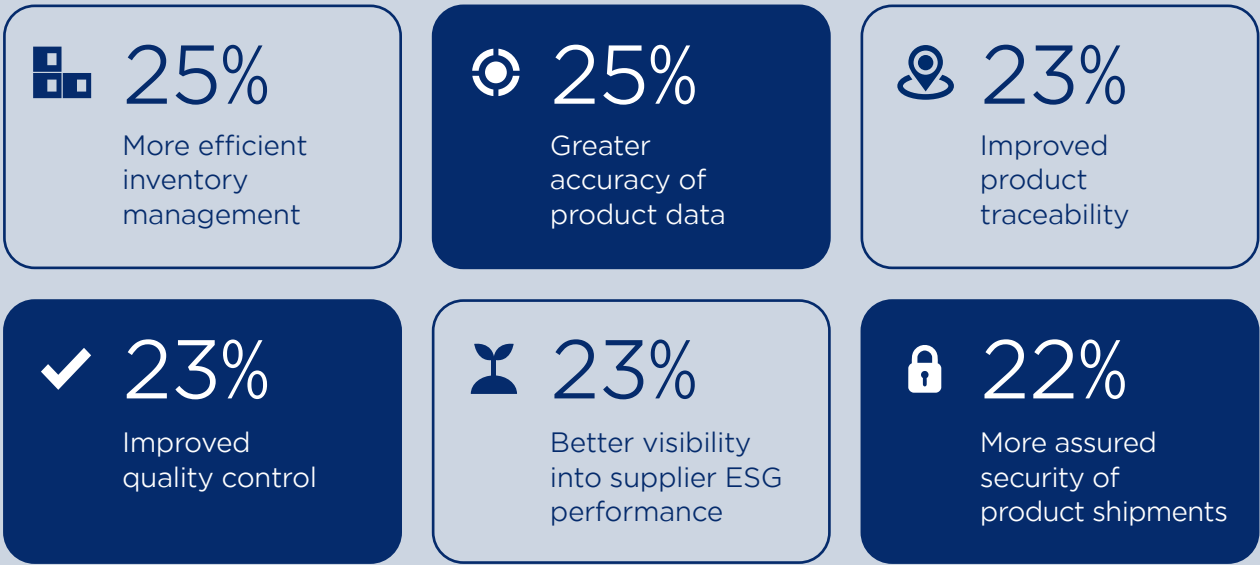 25%
More efficient
inventory
management
25%
Greater
accuracy of
product data
23%
Improved
product
traceability
23%
Improved
quality control
23%
Better visibility
into supplier ESG
performance
22%
More assured
security of
product shipments